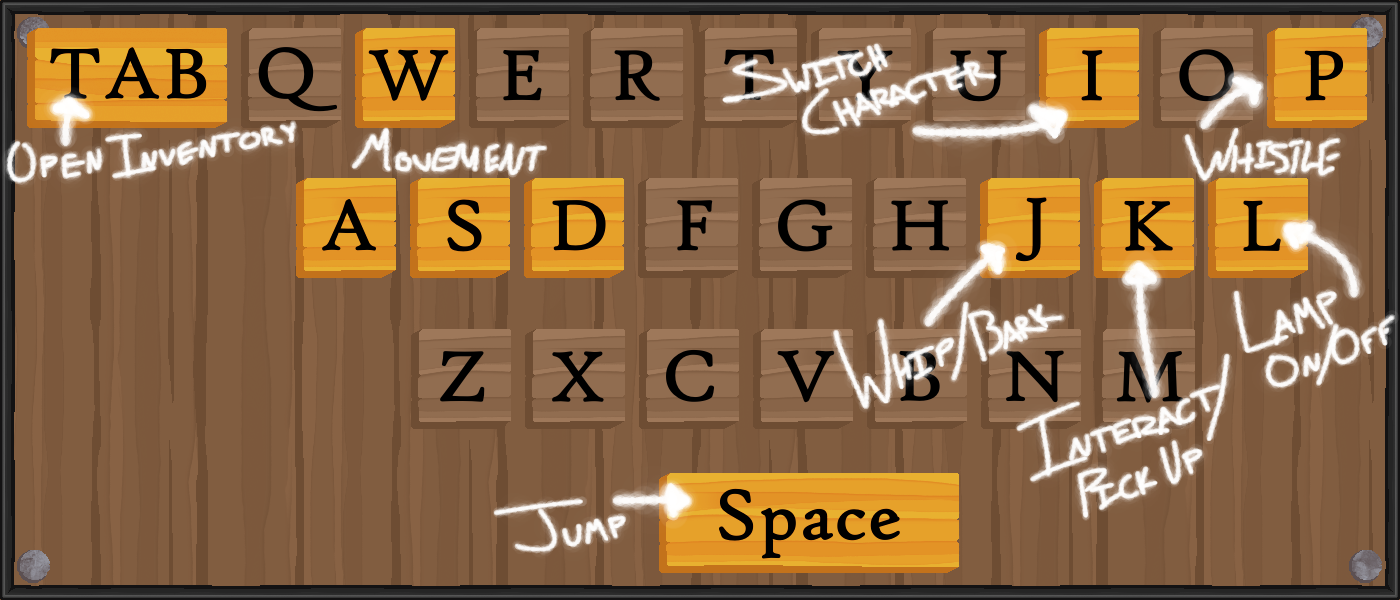 TAB Q W E R T Y U I O P
SWITCH
CHARACTER
OPEN INVENTORY
MOVEMENT
WHISTLE
A S D F G H J K L
WHIP/BARK
LAMP
ON/OFF
Z X C V B N M
INTERACT/
PICK UP
JUMP
Space